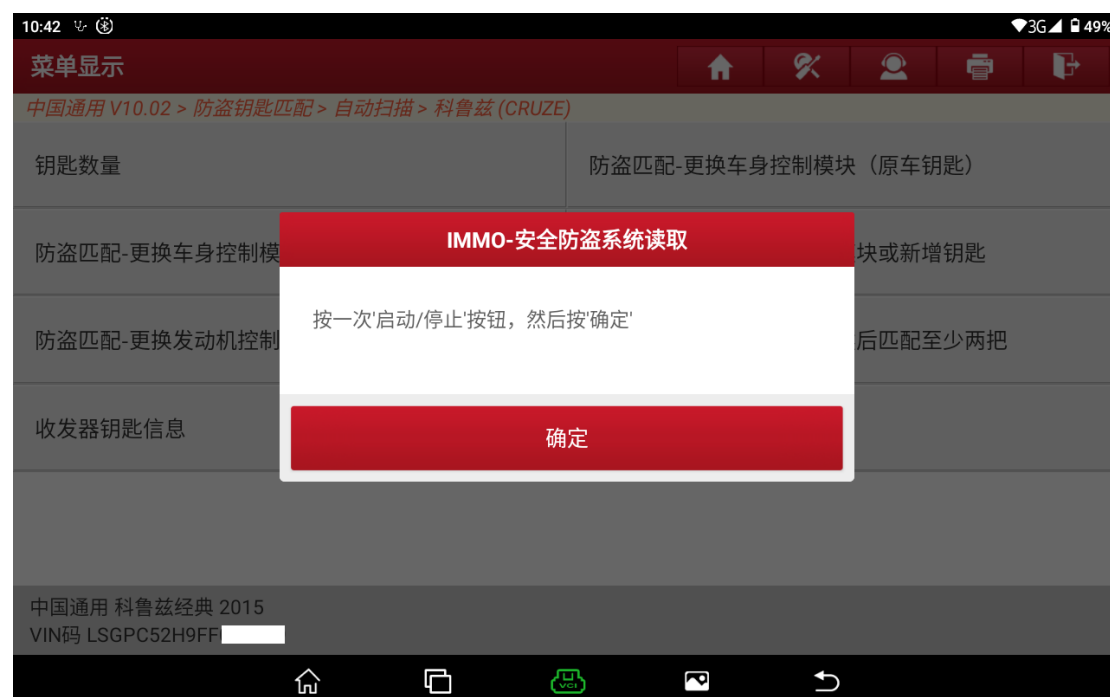 10:42 3G 49%
菜单显示
中国通用 V10.02 > 防盗钥匙匹配 > 自动扫描 > 科鲁兹 (CRUZE)
钥匙数量
防盗匹配-更换车身控制模块（原车钥匙）
防盗匹配-更换车身控制模
块或新增钥匙
防盗匹配-更换发动机控制
后匹配至少两把
收发器钥匙信息
IMMO-安全防盗系统读取
按一次'启动/停止'按钮，然后按'确定'
确定
中国通用 科鲁兹经典 2015
VIN码 LSGPC52H9FF
VCI